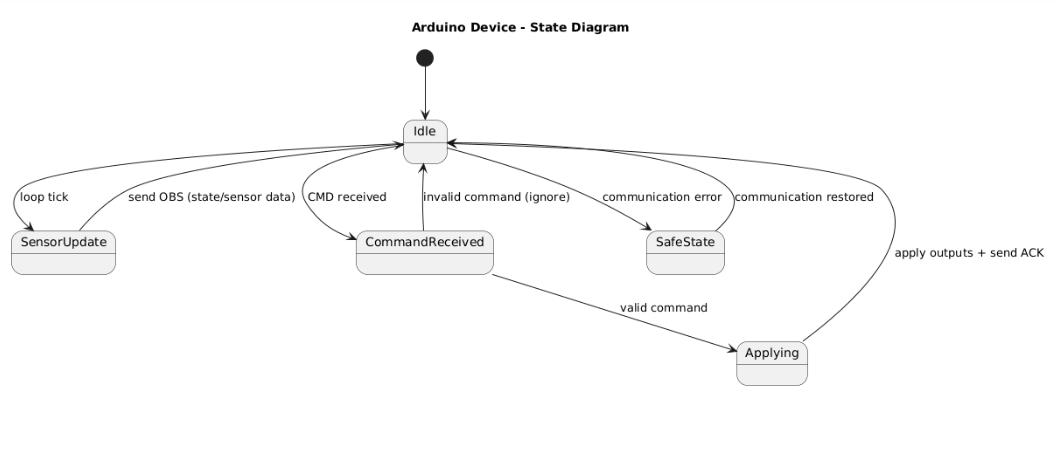 Arduino Device - State Diagram
Idle
loop tick
send OBS (state/sensor data)
CMD received
invalid command (ignore)
communication error
communication restored
SensorUpdate
CommandReceived
SafeState
apply outputs + send ACK
valid command
Applying